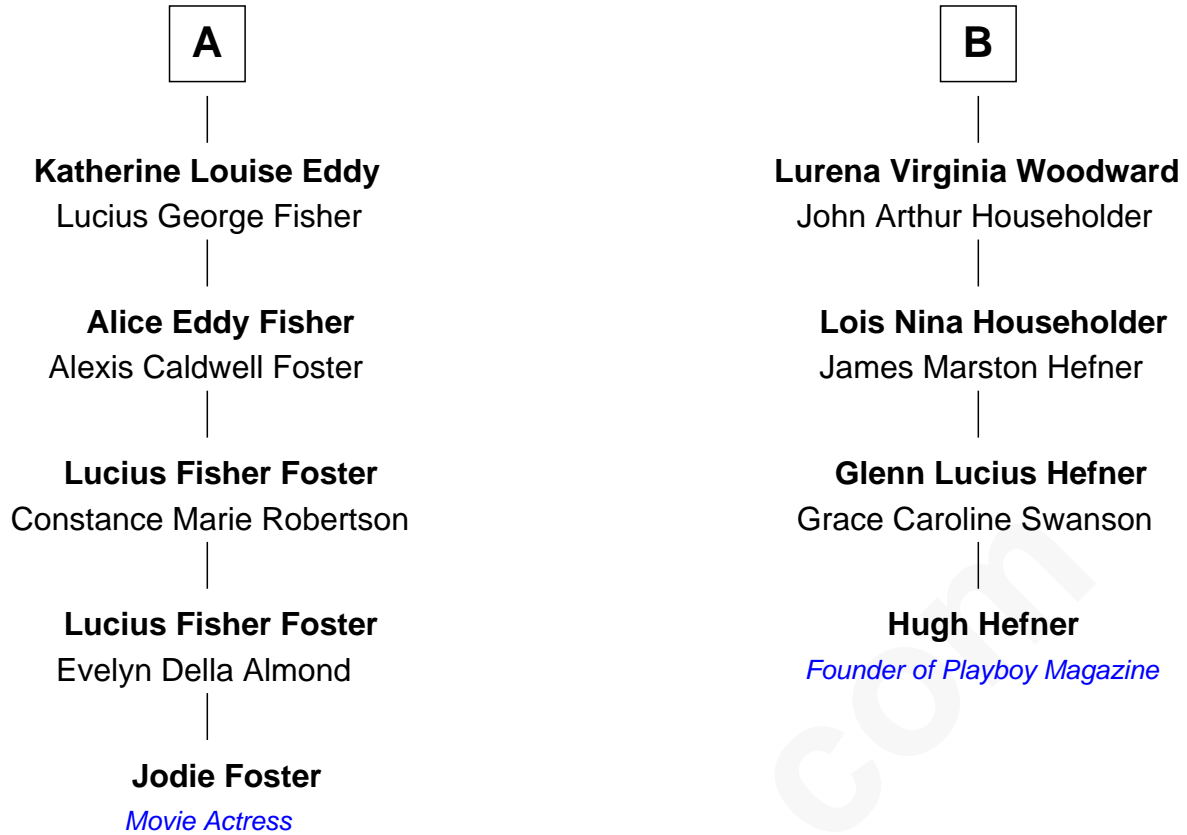 A
Katherine Louise Eddy
Lucius George Fisher
Alice Eddy Fisher
Alexis Caldwell Foster
Lucius Fisher Foster
Constance Marie Robertson
Lucius Fisher Foster
Evelyn Della Almond
Jodie Foster
Movie Actress
B
Lurena Virginia Woodward
John Arthur Householder
Lois Nina Householder
James Marston Hefner
Glenn Lucius Hefner
Grace Caroline Swanson
Hugh Hefner
Founder of Playboy Magazine
com